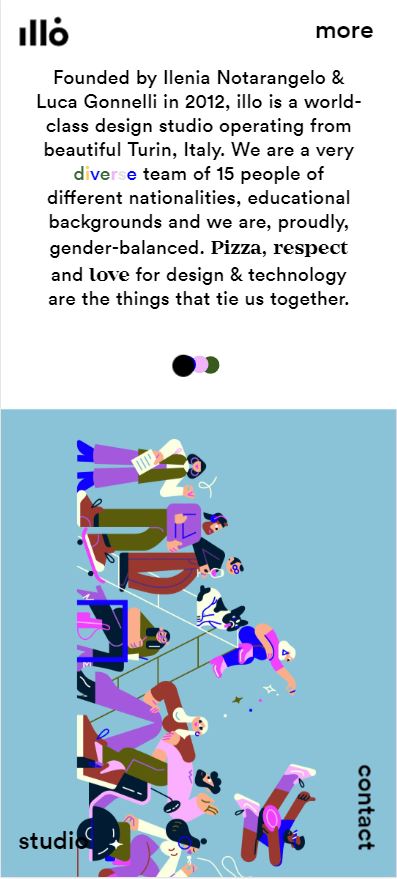 illo
more
Founded by Ilenia Notarangelo &
Luca Gonnelli in 2012, illo is a world-
class design studio operating from
beautiful Turin, Italy. We are a very
diverse team of 15 people of
different nationalities, educational
backgrounds and we are, proudly,
gender-balanced. Pizza, respect
and love for design & technology
are the things that tie us together.
contact
studio